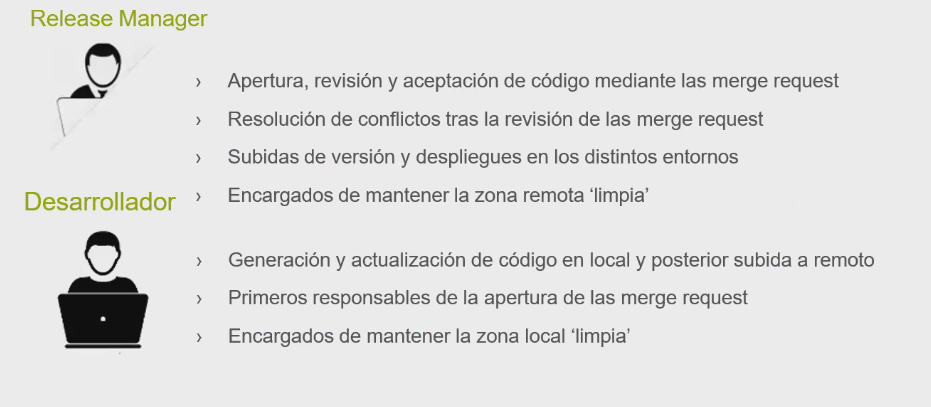 Release Manager
› Apertura, revisión y aceptación de código mediante las merge request
› Resolución de conflictos tras la revisión de las merge request
› Subidas de versión y despliegues en los distintos entornos
› Encargados de mantener la zona remota ‘limpia’
Desarrollador
› Generación y actualización de código en local y posterior subida a remoto
› Primeros responsables de la apertura de las merge request
› Encargados de mantener la zona local ‘limpia’